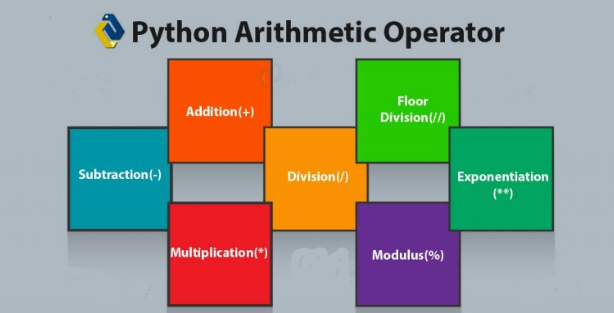 Python Arithmetic Operator
Addition(+)
Floor
Division(//)
Subtraction(-)
Division(/)
Exponentiation
(**)
Multiplication(*)
Modulus(%)